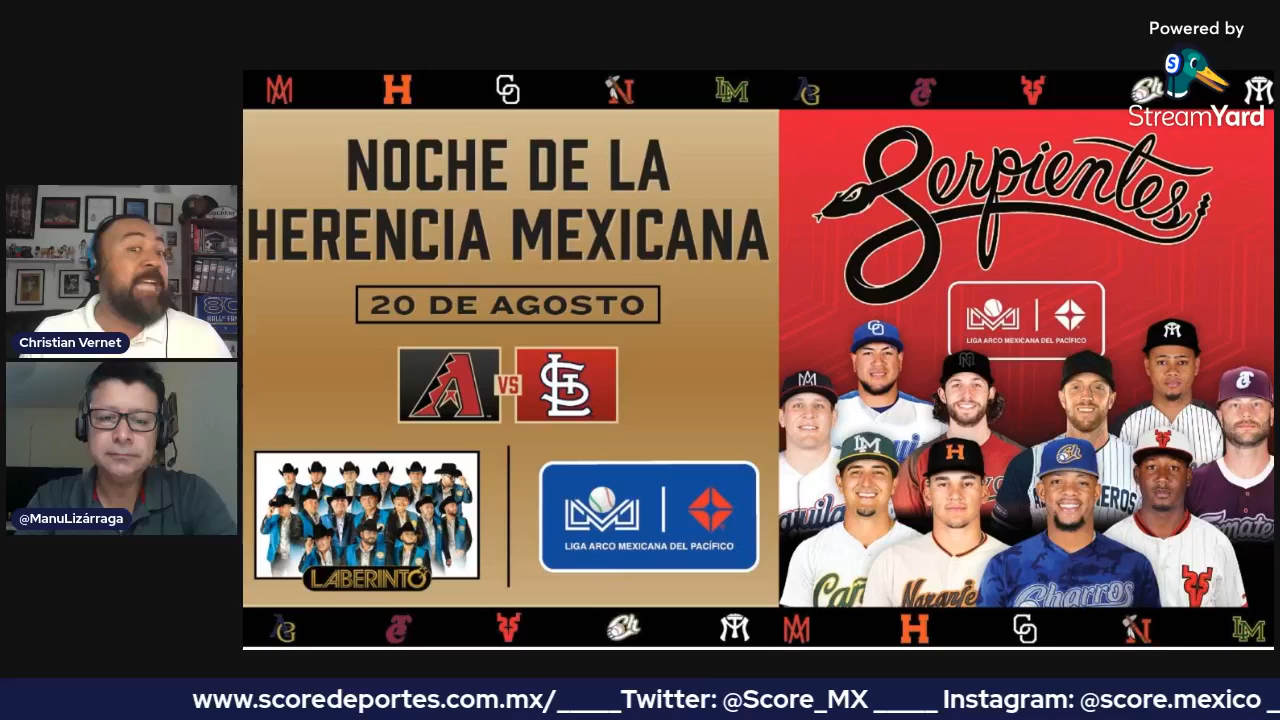 Powered by
StreamYard
NOCHE DE LA
HERENCIA MEXICANA
20 DE AGOSTO
VS
LABERINTO
LIGA ARCO MEXICANA DEL PACÍFICO
Serpientes
LIGA ARCO MEXICANA DEL PACÍFICO
Christian Vernet
@ManuLizárraga
Charros
www.scoredeportes.com.mx/_____Twitter: @Score_MX _____ Instagram: @score.mexico _